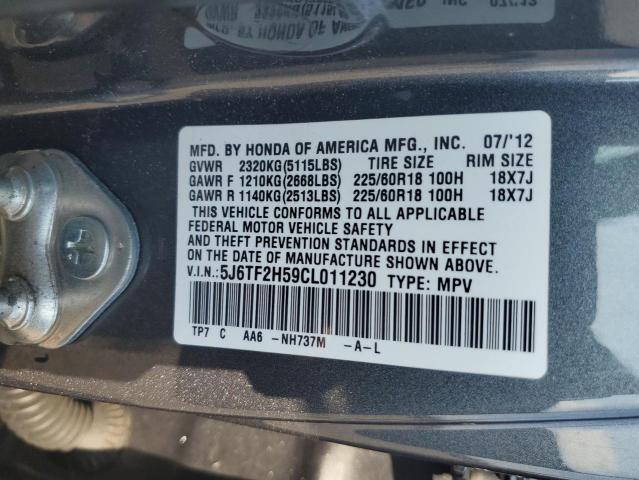 MFD. BY HONDA OF AMERICA MFG., INC. 07/'12
GVWR 2320KG(5115LBS) TIRE SIZE RIM SIZE
GAWR F 1210KG(2668LBS) 225/60R18 100H 18X7J
GAWR R 1140KG(2513LBS) 225/60R18 100H 18X7J
THIS VEHICLE CONFORMS TO ALL APPLICABLE
FEDERAL MOTOR VEHICLE SAFETY
AND THEFT PREVENTION STANDARDS IN EFFECT
ON THE DATE OF MANUFACTURE SHOWN ABOVE.
V.I.N.: 5J6TF2H59CL011230 TYPE: MPV
TP7 C AA6 -NH737M -A-L